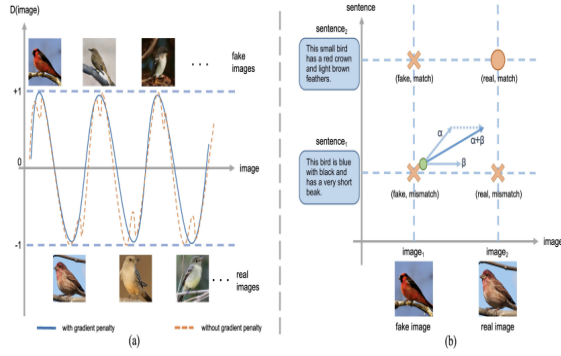 D(image)
fake
images
+1
0
image
-1
real
images
with gradient penalty
without gradient penalty
(a)
sentence
sentence₂
This small bird
has a red crown
and light brown
feathers.
(fake, match)
(real, match)
sentence₁
This bird is blue
with black and
has a very short
beak.
α
α+β
β
(fake, mismatch)
(real, mismatch)
image₁
image₂
image
fake image
real image
(b)